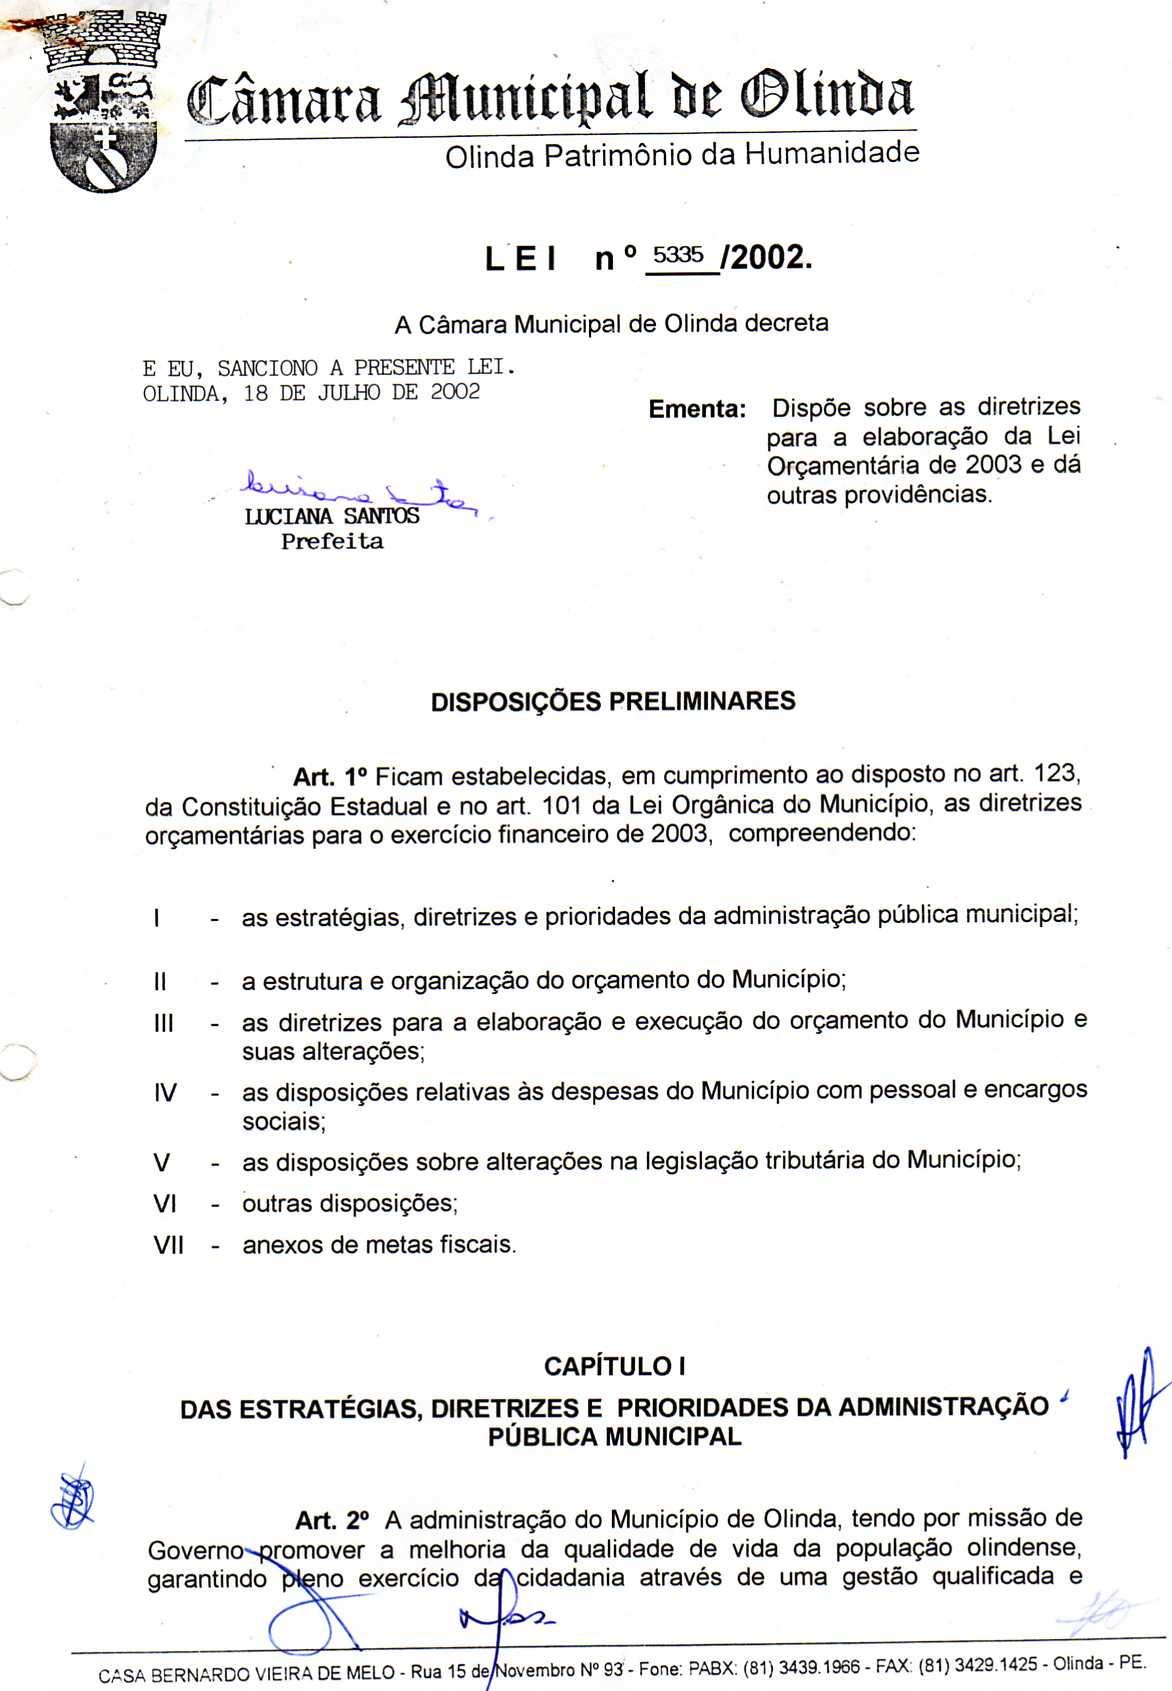 Câmara Municipal de Olinda
Olinda Patrimônio da Humanidade
L E I n º 5335 /2002.
A Câmara Municipal de Olinda decreta
E EU, SANCIONO A PRESENTE LEI.
OLINDA, 18 DE JULHO DE 2002
Ementa: Dispõe sobre as diretrizes
para a elaboração da Lei
Orçamentária de 2003 e dá
outras providências.
LUCIANA SANTOS
Prefeita
DISPOSIÇÕES PRELIMINARES
Art. 1º Ficam estabelecidas, em cumprimento ao disposto no art. 123,
da Constituição Estadual e no art. 101 da Lei Orgânica do Município, as diretrizes
orçamentárias para o exercício financeiro de 2003, compreendendo:
I - as estratégias, diretrizes e prioridades da administração pública municipal;
II - a estrutura e organização do orçamento do Município;
III - as diretrizes para a elaboração e execução do orçamento do Município e
suas alterações;
IV - as disposições relativas às despesas do Município com pessoal e encargos
sociais;
V - as disposições sobre alterações na legislação tributária do Município;
VI - outras disposições;
VII - anexos de metas fiscais.
CAPÍTULO I
DAS ESTRATÉGIAS, DIRETRIZES E PRIORIDADES DA ADMINISTRAÇÃO
PÚBLICA MUNICIPAL
Art. 2º A administração do Município de Olinda, tendo por missão de
Governo promover a melhoria da qualidade de vida da população olindense,
garantindo pleno exercício da cidadania através de uma gestão qualificada e
CASA BERNARDO VIEIRA DE MELO - Rua 15 de Novembro Nº 93 - Fone: PABX: (81) 3439.1966 - FAX: (81) 3429.1425 - Olinda - PE.